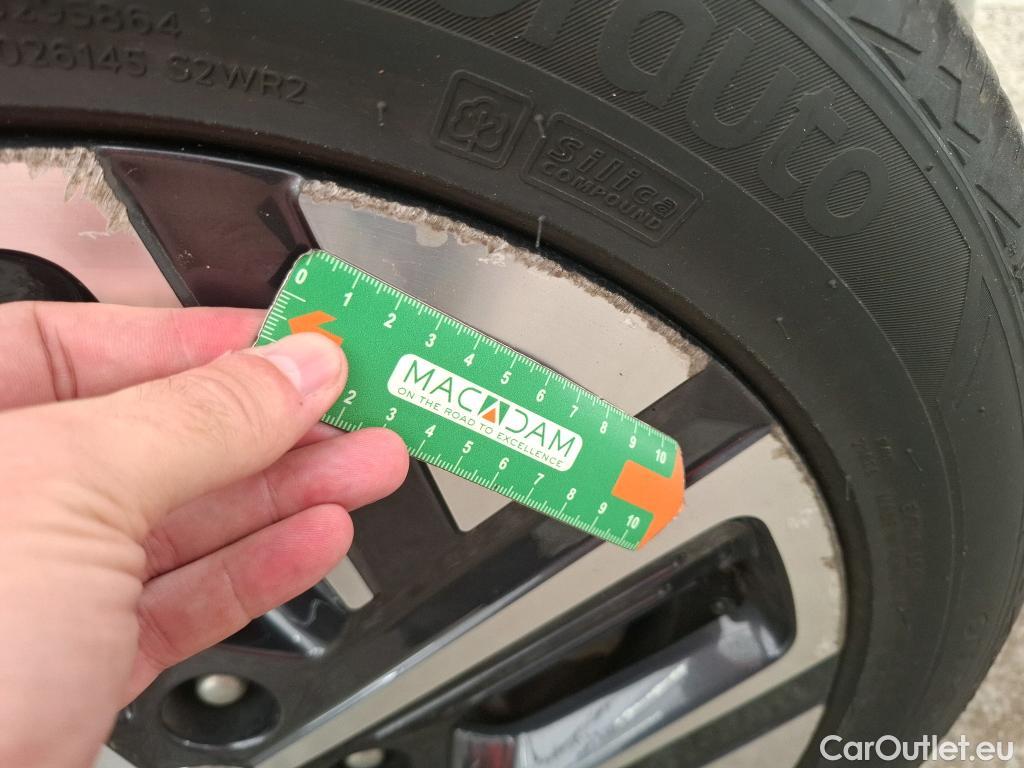 295864
026145 S2WR2
rauto
Silica
COMPOUND
0 1 2 3 4 5 6 7 8 9 10
MACADAM
ON THE ROAD TO EXCELLENCE
2 3 4 5 6 7 8 9 10
CarOutlet.eu